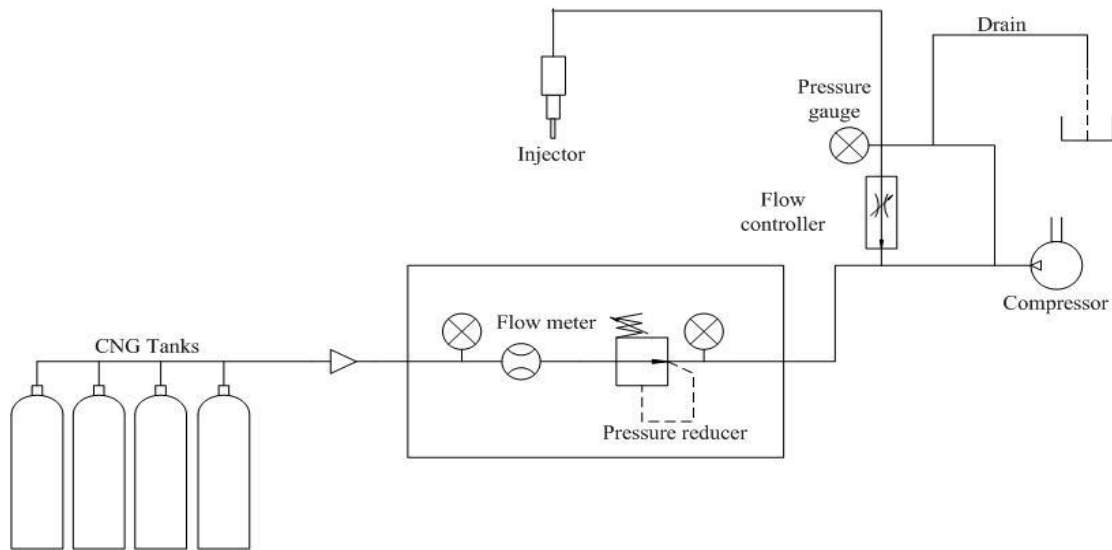 Drain
Pressure
gauge
Injector
Flow
controller
Compressor
Flow meter
CNG Tanks
Pressure reducer